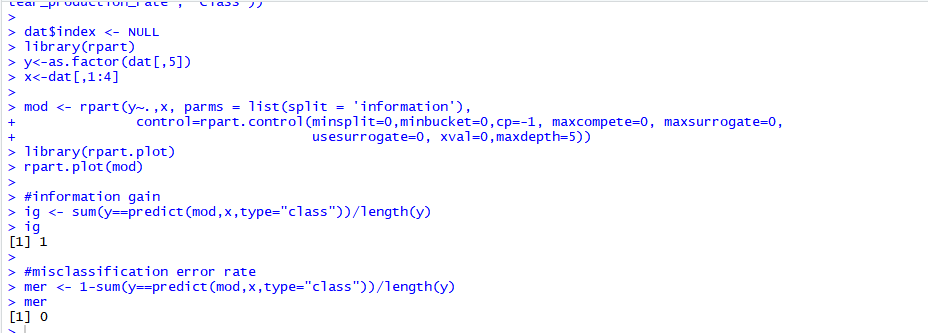 tear_production_rate", "Class"))
>
> dat$index <- NULL
> library(rpart)
> y<-as.factor(dat[,5])
> x<-dat[,1:4]
>
> mod <- rpart(y~.,x, parms = list(split = 'information'),
+ control=rpart.control(minsplit=0,minbucket=0,cp=-1, maxcompete=0, maxsurrogate=0,
+ usesurrogate=0, xval=0,maxdepth=5))
> library(rpart.plot)
> rpart.plot(mod)
>
> #information gain
> ig <- sum(y==predict(mod,x,type="class"))/length(y)
> ig
[1] 1
>
> #misclassification error rate
> mer <- 1-sum(y==predict(mod,x,type="class"))/length(y)
> mer
[1] 0
>